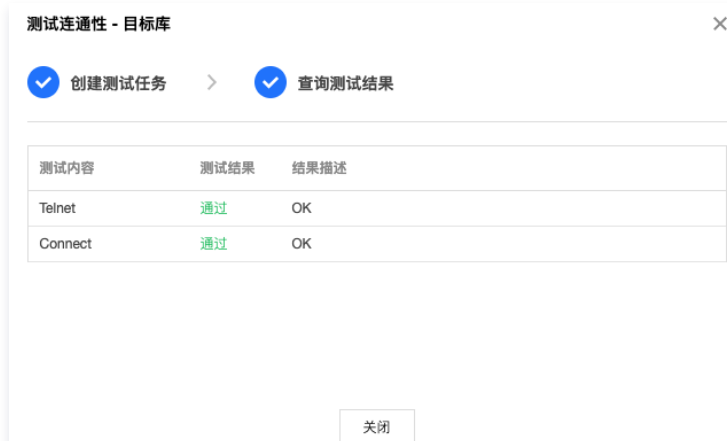 测试连通性 - 目标库
创建测试任务 查询测试结果
测试内容 测试结果 结果描述
Telnet 通过 OK
Connect 通过 OK
关闭